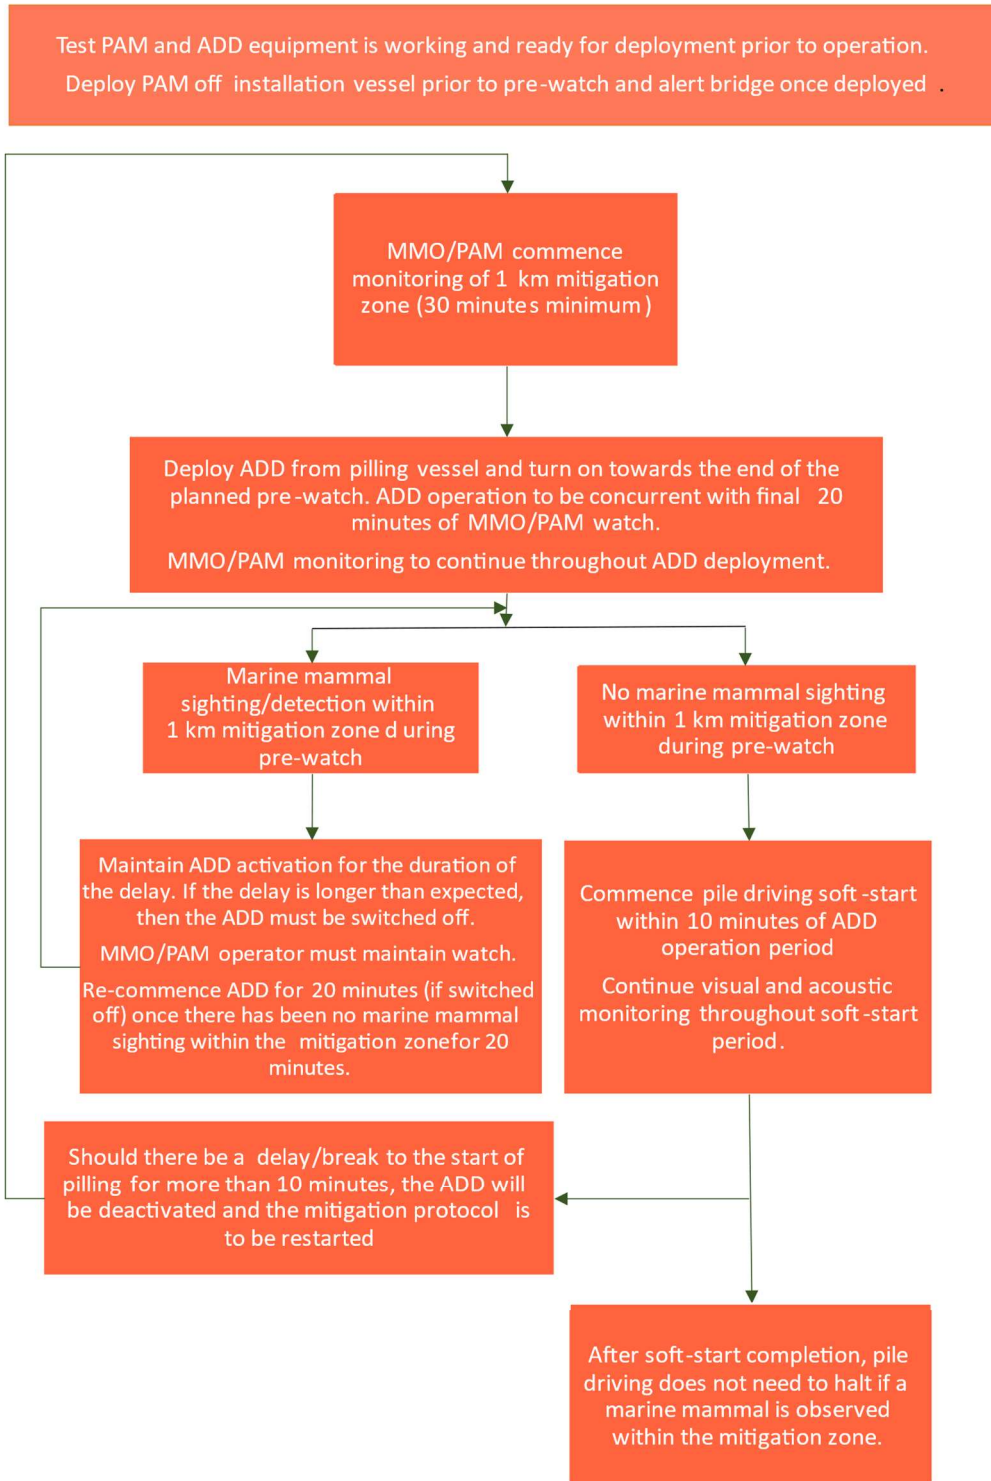 Test PAM and ADD equipment is working and ready for deployment prior to operation.
Deploy PAM off installation vessel prior to pre-watch and alert bridge once deployed .
MMO/PAM commence
monitoring of 1 km mitigation
zone (30 minutes minimum)
Deploy ADD from pilling vessel and turn on towards the end of the
planned pre-watch. ADD operation to be concurrent with final 20
minutes of MMO/PAM watch.
MMO/PAM monitoring to continue throughout ADD deployment.
Marine mammal
sighting/detection within
1 km mitigation zone d uring
pre-watch
No marine mammal sighting
within 1 km mitigation zone
during pre-watch
Maintain ADD activation for the duration of
the delay. If the delay is longer than expected,
then the ADD must be switched off.
MMO/PAM operator must maintain watch.
Re-commence ADD for 20 minutes (if switched
off) once there has been no marine mammal
sighting within the mitigation zonefor 20
minutes.
Commence pile driving soft-start
within 10 minutes of ADD
operation period
Continue visual and acoustic
monitoring throughout soft-start
period.
Should there be a delay/break to the start of
pilling for more than 10 minutes, the ADD will
be deactivated and the mitigation protocol is
to be restarted
After soft-start completion, pile
driving does not need to halt if a
marine mammal is observed
within the mitigation zone.